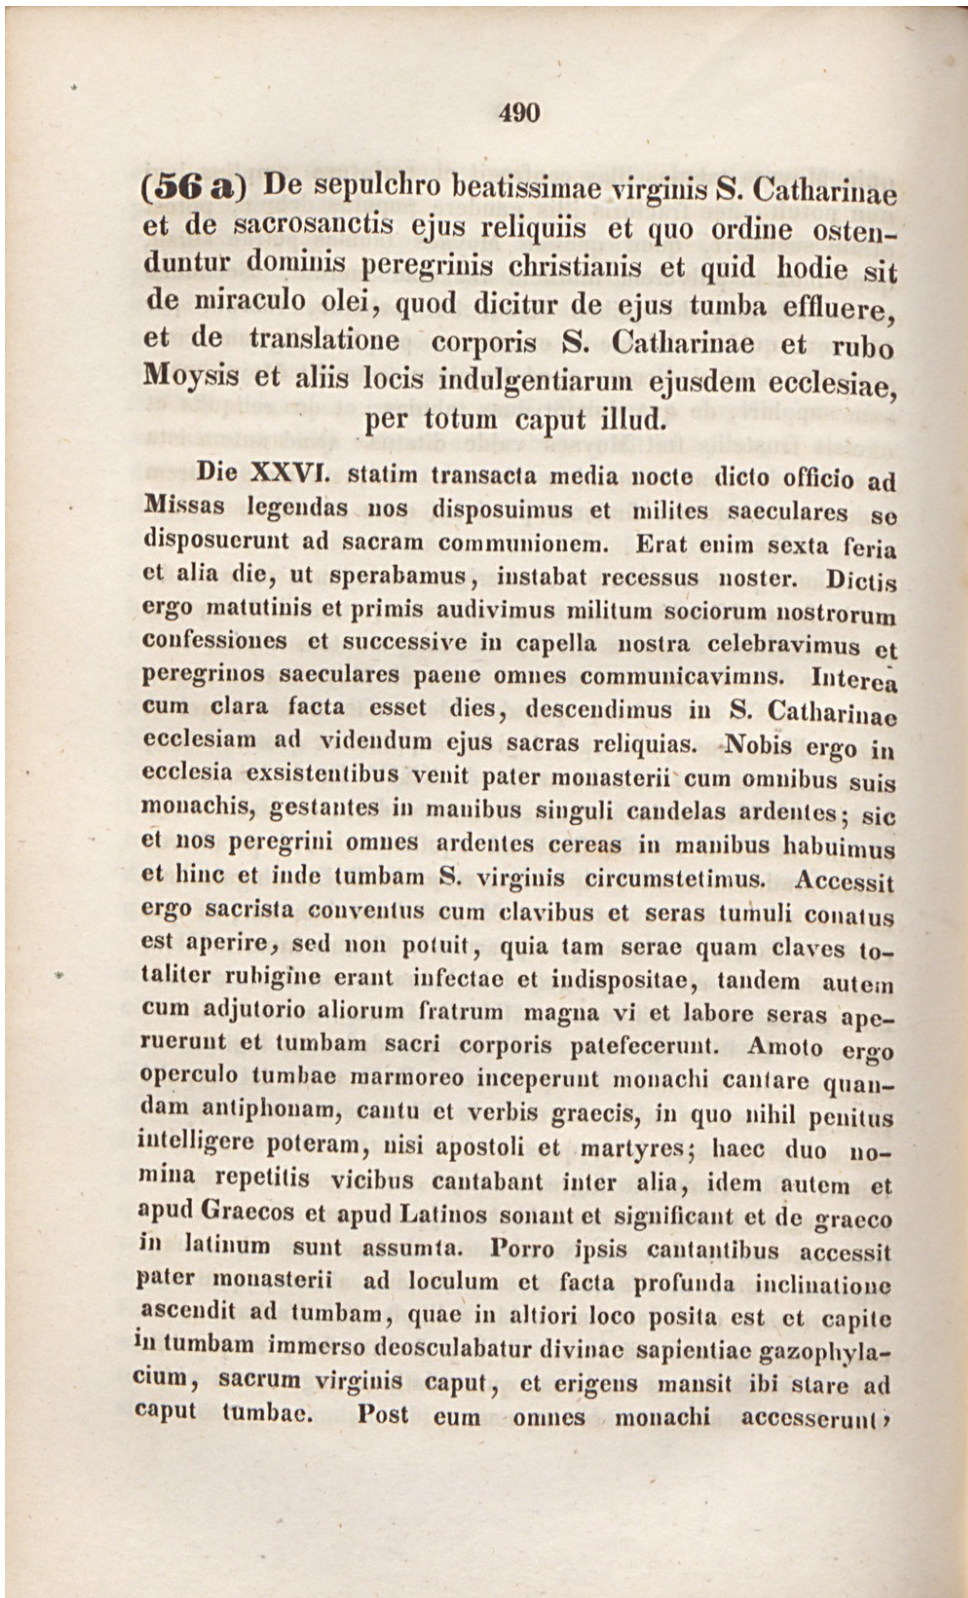 490
(56 a) De sepulchro beatissimae virginis S. Catharinae
et de sacrosanctis ejus reliquiis et quo ordine osten-
duntur dominis peregrinis christianis et quid hodie sit
de miraculo olei, quod dicitur de ejus tumba effluere,
et de translatione corporis S. Catharinae et rubo
Moysis et aliis locis indulgentiarum ejusdem ecclesiae,
per totum caput illud.
Die XXVI. statim transacta media nocte dicto officio ad
Missas legendas nos disposuimus et milites saeculares se
disposuerunt ad sacram communionem. Erat enim sexta feria
et alia die, ut sperabamus, instabat recessus noster. Dictis
ergo matutinis et primis audivimus militum sociorum nostrorum
confessiones et successive in capella nostra celebravimus et
peregrinos saeculares paene omnes communicavimns. Interea
cum clara facta esset dies, descendimus in S. Catharinae
ecclesiam ad videndum ejus sacras reliquias. Nobis ergo in
ecclesia exsistentibus venit pater monasterii cum omnibus suis
monachis, gestantes in manibus singuli candelas ardentes; sic
et nos peregrini omnes ardentes cereas in manibus habuimus
et hinc et inde tumbam S. virginis circumstetimus. Accessit
ergo sacrista conventus cum clavibus et seras tumuli conatus
est aperire, sed non potuit, quia tam serae quam claves to-
taliter rubigine erant infectae et indispositae, tandem autem
cum adjutorio aliorum fratrum magna vi et labore seras ape-
ruerunt et tumbam sacri corporis patefecerunt. Amoto ergo
operculo tumbae marmoreo inceperunt monachi cantare quan-
dam antiphonam, cantu et verbis graecis, in quo nihil penitus
intelligere poteram, nisi apostoli et martyres; haec duo no-
mina repetitis vicibus cantabant inter alia, idem autem et
apud Graecos et apud Latinos sonant et significant et de graeco
in latinum sunt assumta. Porro ipsis cantantibus accessit
pater monasterii ad loculum et facta profunda inclinatione
ascendit ad tumbam, quae in altiori loco posita est et capite
in tumbam immerso deosculabatur divinae sapientiae gazophyla-
cium, sacrum virginis caput, et erigens mansit ibi stare ad
caput tumbae. Post eum omnes monachi accesserunt,